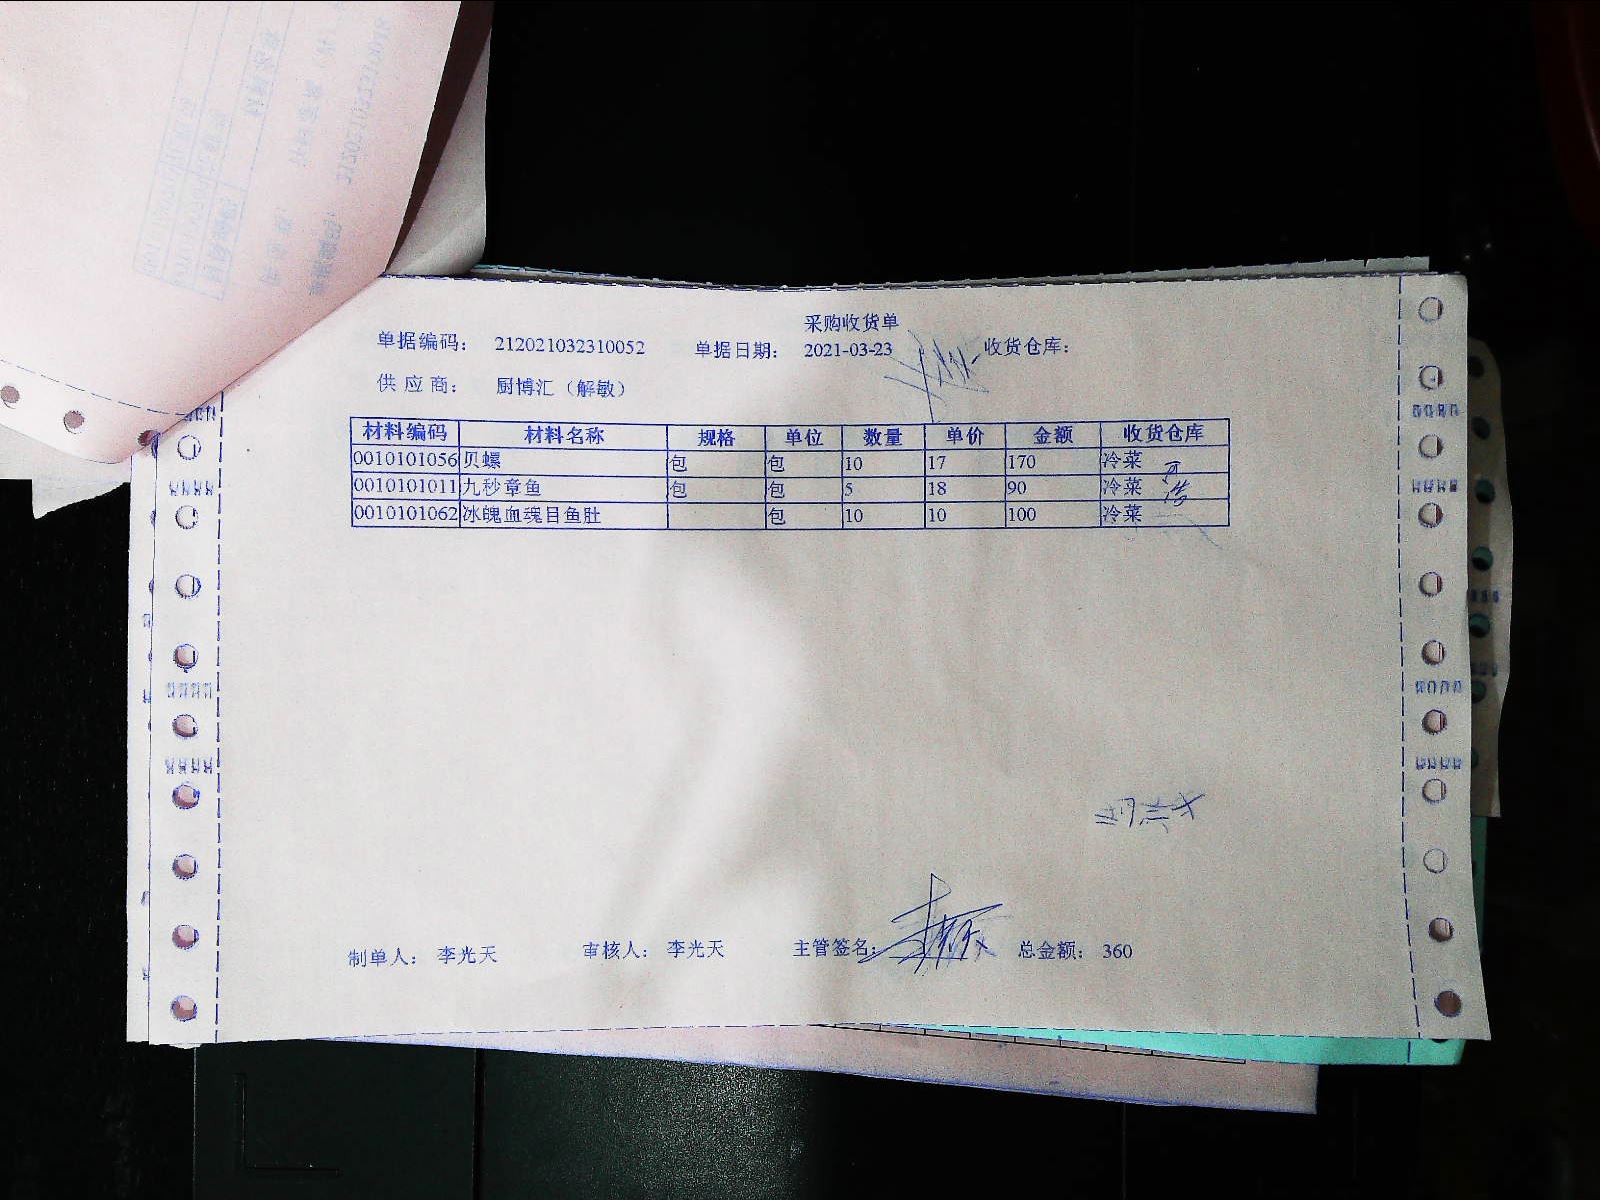 采购收货单
单据编码： 212021032310052 单据日期： 2021-03-23 收货仓库：
供应商： 厨博汇（解敏）
材料编码 材料名称 规格 单位 数量 单价 金额 收货仓库
0010101056 贝螺 包 包 10 17 170 冷菜
0010101011 九秒章鱼 包 包 5 18 90 冷菜
0010101062 冰魄血魂目鱼肚 包 10 10 100 冷菜
制单人： 李光天 审核人： 李光天 主管签名： 总金额： 360